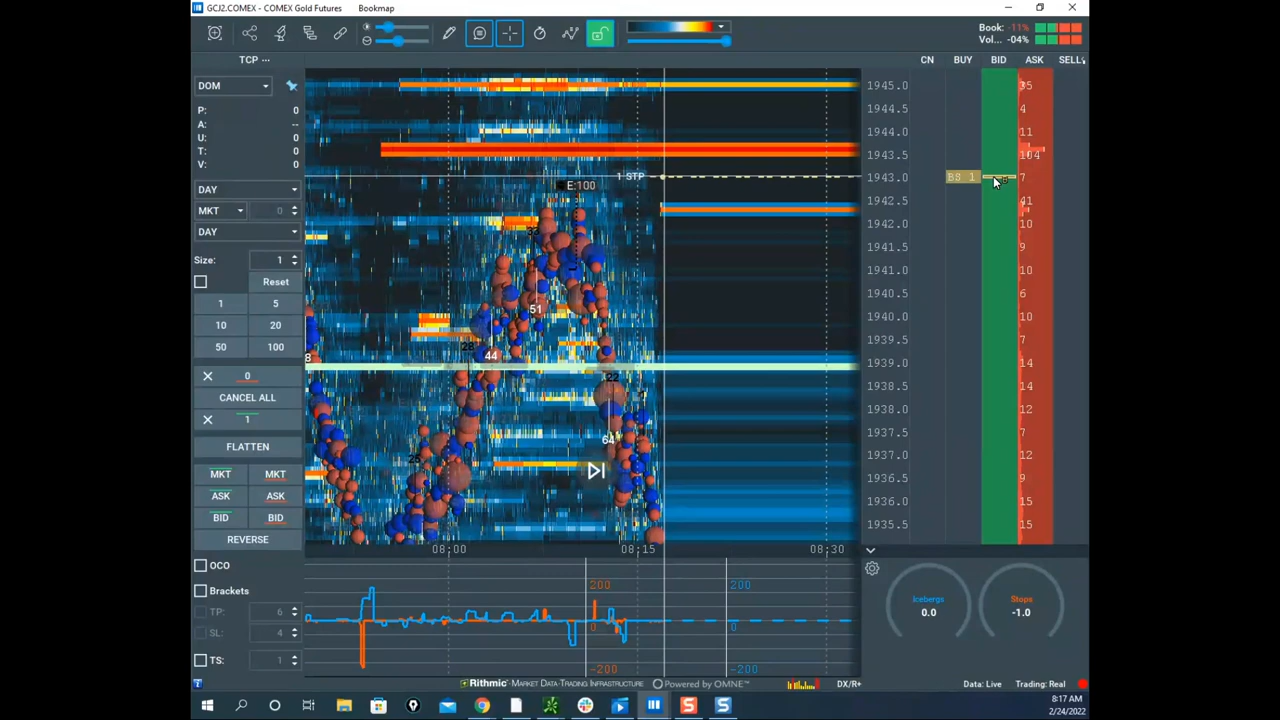 GCJ2.COMEX - COMEX Gold Futures Bookmap
Book: -11%
Vol... -04%
TCP ...
CN BUY BID ASK SELL
DOM
P: 0
A: --
U: 0
T: 0
V: 0
DAY
MKT 0
DAY
Size: 1
Reset
1 5
10 20
50 100
0
CANCEL ALL
1
FLATTEN
MKT MKT
ASK ASK
BID BID
REVERSE
OCO
Brackets
TP: 6
SL: 4
TS: 1
1 STP
E:100
51
44
28
8
22
64
1945.0 35
1944.5 4
1944.0 11
1943.5 104
BS 1
1943.0 7
1942.5 41
1942.0 10
1941.5 9
1941.0 10
1940.5 6
1940.0 10
1939.5 7
1939.0 14
1938.5 14
1938.0 12
1937.5 7
1937.0 12
1936.5 9
1936.0 15
1935.5 15
08:00 08:15 08:30
200 200
0 0
-200 -200
Icebergs
0.0
Stops
-1.0
Rithmic - MARKET DATA-TRADING INFRASTRUCTURE Powered by OMNE™
DX/R+
Data: Live Trading: Real
8:17 AM
2/24/2022